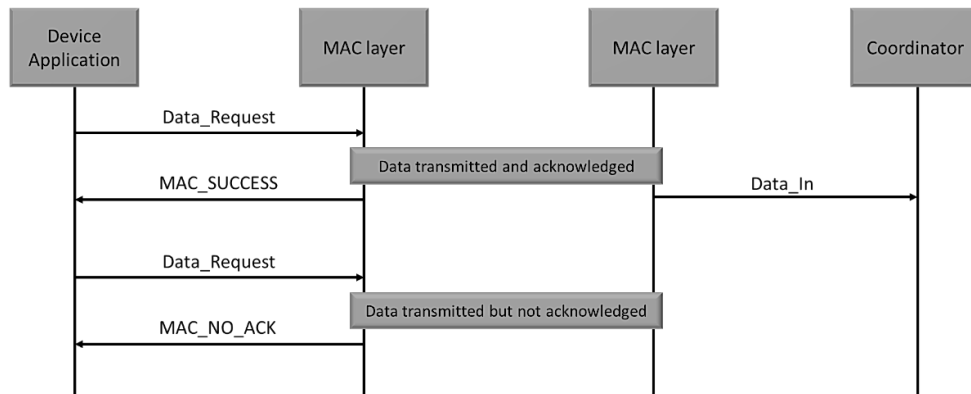 Device
Application
MAC layer
MAC layer
Coordinator
Data_Request
Data transmitted and acknowledged
MAC_SUCCESS
Data_In
Data_Request
Data transmitted but not acknowledged
MAC_NO_ACK